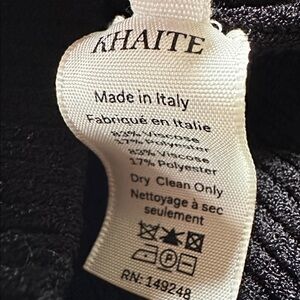 KHAITE
Made in Italy
Fabriqué en Italie
83% Viscose
17% Polyester
83% Viscose
17% Polyester
Dry Clean Only
Nettoyage à sec
seulement
RN: 149248